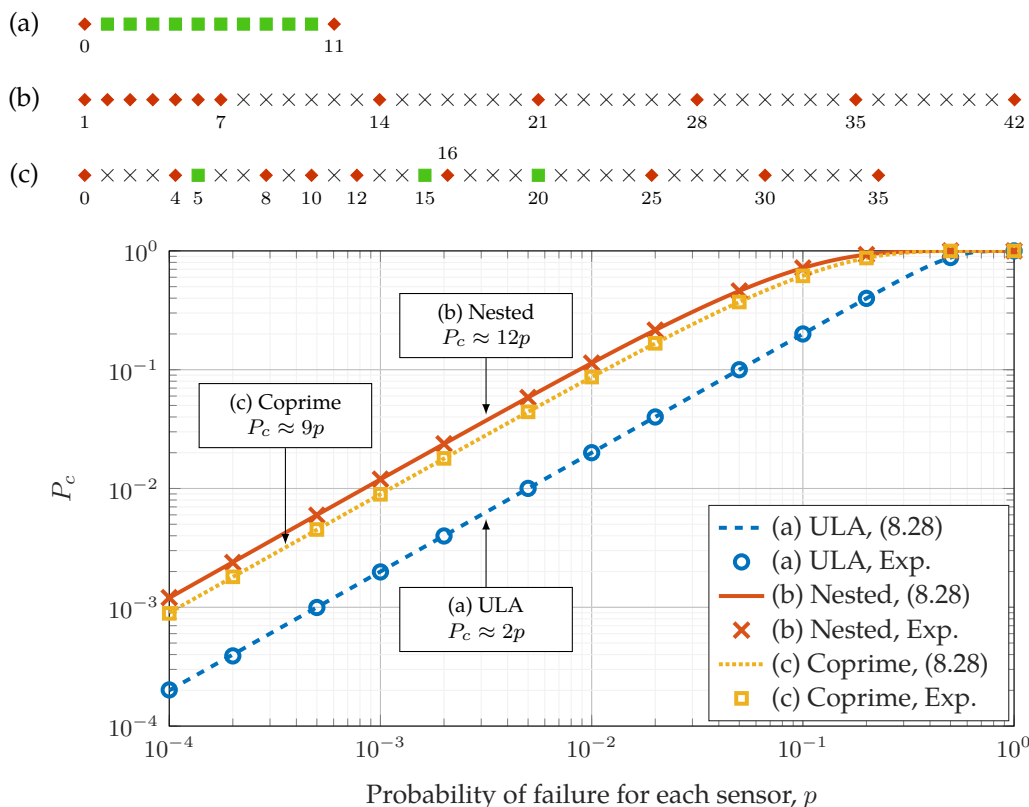 (a)
0 11
(b)
1 7 14 21 28 35 42
16
(c)
0 4 5 8 10 12 15 20 25 30 35
10^0
(b) Nested
P_c ≈ 12p
10^{-1}
(c) Coprime
P_c ≈ 9p
P_c
10^{-2}
(a) ULA, (8.28)
(a) ULA, Exp.
(b) Nested, (8.28)
(b) Nested, Exp.
(c) Coprime, (8.28)
(c) Coprime, Exp.
10^{-3}
(a) ULA
P_c ≈ 2p
10^{-4}
10^{-4} 10^{-3} 10^{-2} 10^{-1} 10^0
Probability of failure for each sensor, p